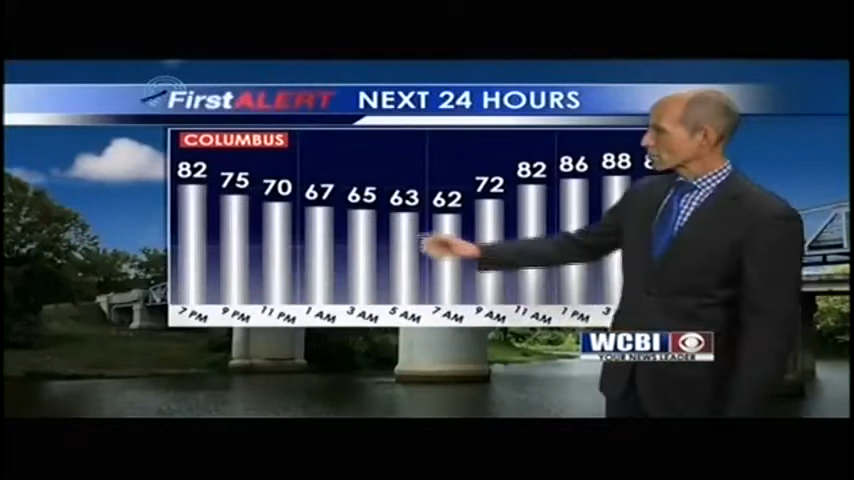 FirstALERT NEXT 24 HOURS
COLUMBUS
82 75 70 67 65 63 62 72 82 86 88
7 PM 9 PM 11 PM 1 AM 3 AM 5 AM 7 AM 9 AM 11 AM 1 PM
WCBI
YOUR NEWS LEADER